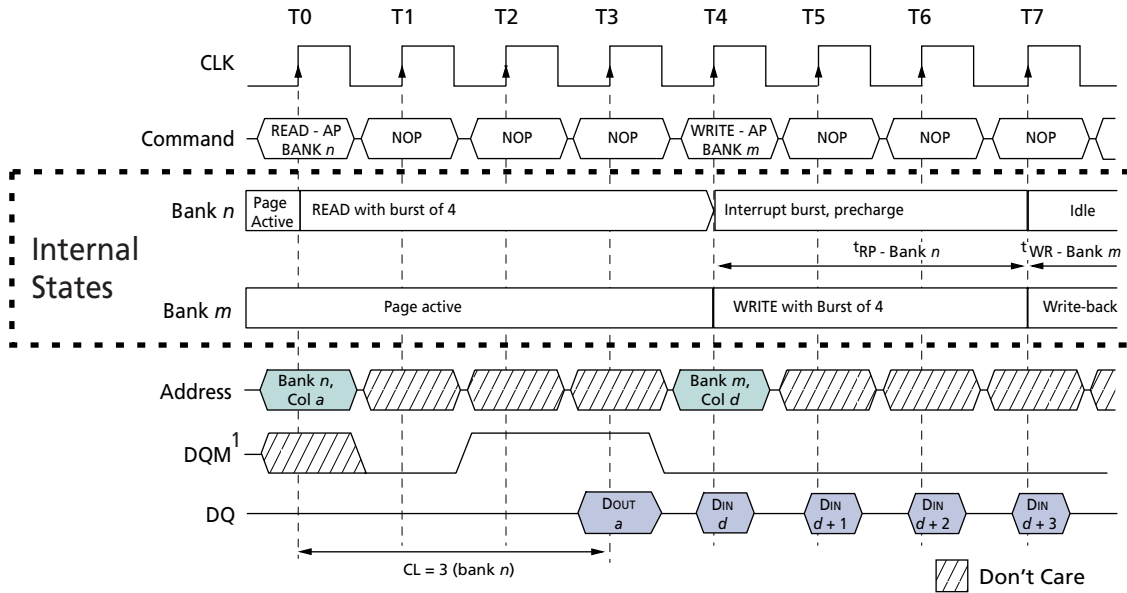 T0 T1 T2 T3 T4 T5 T6 T7
CLK
Command READ - AP BANK n NOP NOP NOP WRITE - AP BANK m NOP NOP NOP
Internal States
Bank n Page Active READ with burst of 4 Interrupt burst, precharge Idle
tRP - Bank n tWR - Bank m
Bank m Page active WRITE with Burst of 4 Write-back
Address Bank n, Col a Bank m, Col d
DQM1
DQ DOUT a DIN d DIN d + 1 DIN d + 2 DIN d + 3
CL = 3 (bank n)
Don't Care